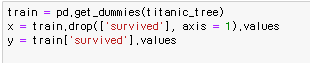 train = pd.get_dummies(titanic_tree)
x = train.drop(['survived'], axis = 1).values
y = train['survived'].values